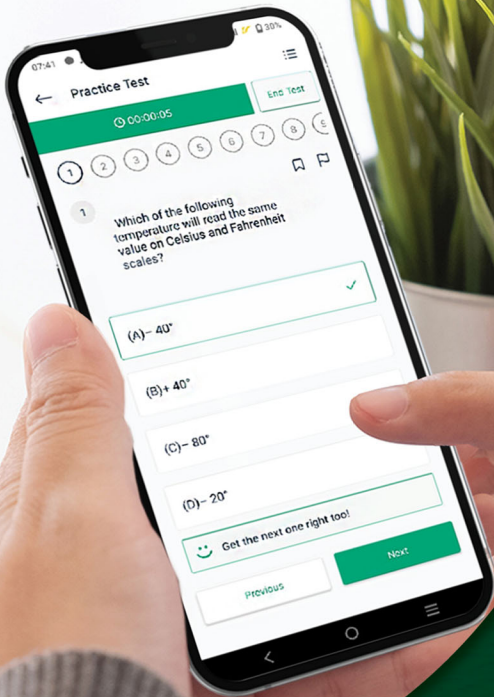 07:41 30%
Practice Test
00:00:05 End Test
1 2 3 4 5 6 7 8 9
1
Which of the following
temperature will read the same
value on Celsius and Fahrenheit
scales?
(A)– 40°
(B)+ 40°
(C)– 80°
(D)– 20°
Get the next one right too!
Previous Next